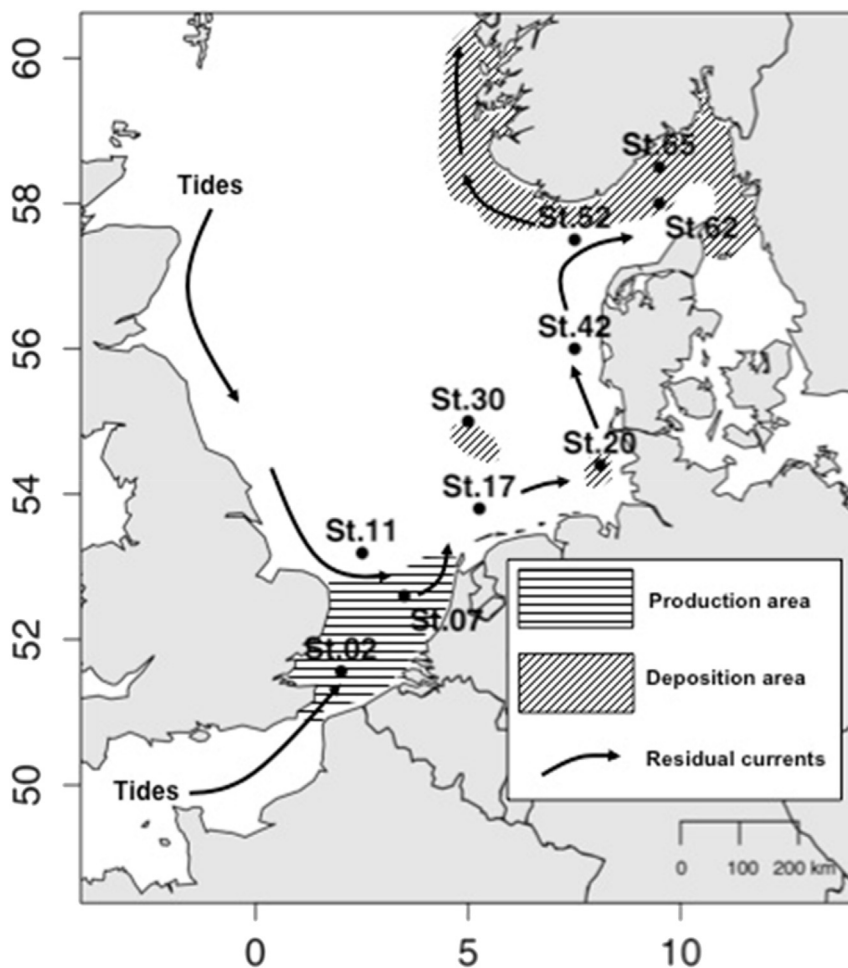 60
58
56
54
52
50
0
5
10
Tides
St.65
St.52
St.62
St.42
St.30
St.20
St.17
St.11
St.07
St.02
Tides
Production area
Deposition area
Residual currents
0 100 200 km